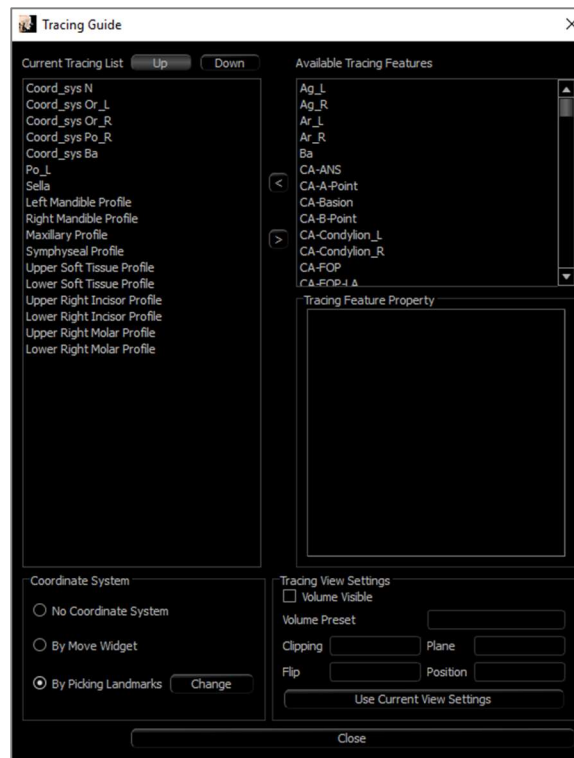 Tracing Guide
Current Tracing List Up Down
Coord_sys N
Coord_sys Or_L
Coord_sys Or_R
Coord_sys Po_R
Coord_sys Ba
Po_L
Sella
Left Mandible Profile
Right Mandible Profile
Maxillary Profile
Symphyseal Profile
Upper Soft Tissue Profile
Lower Soft Tissue Profile
Upper Right Incisor Profile
Lower Right Incisor Profile
Upper Right Molar Profile
Lower Right Molar Profile
<
>
Available Tracing Features
Ag_L
Ag_R
Ar_L
Ar_R
Ba
CA-ANS
CA-A-Point
CA-Basion
CA-B-Point
CA-Condylion_L
CA-Condylion_R
CA-FOP
CA-FOP-LA
Tracing Feature Property
Coordinate System
No Coordinate System
By Move Widget
By Picking Landmarks Change
Tracing View Settings
Volume Visible
Volume Preset
Clipping Plane
Flip Position
Use Current View Settings
Close